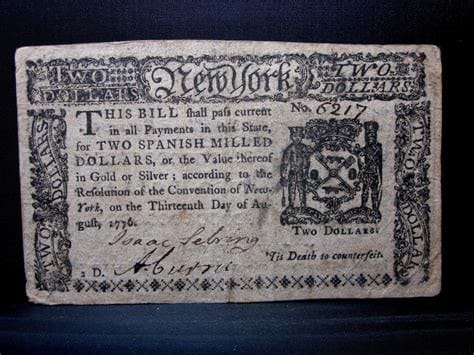 TWO
DOLLARS
New York
TWO
DOLLARS.
No. 6217
THIS BILL shall pass current
in all Payments in this State,
for TWO SPANISH MILLED
DOLLARS, or the Value thereof
in Gold or Silver; according to the
Resolution of the Convention of New-
York, on the Thirteenth Day of Au-
gust, 1776.
TWO DOLLARS.
Isaac Sebring
'Tis Death to counterfeit.
2 D.
TWO DOLLARS
TWO DOLLARS